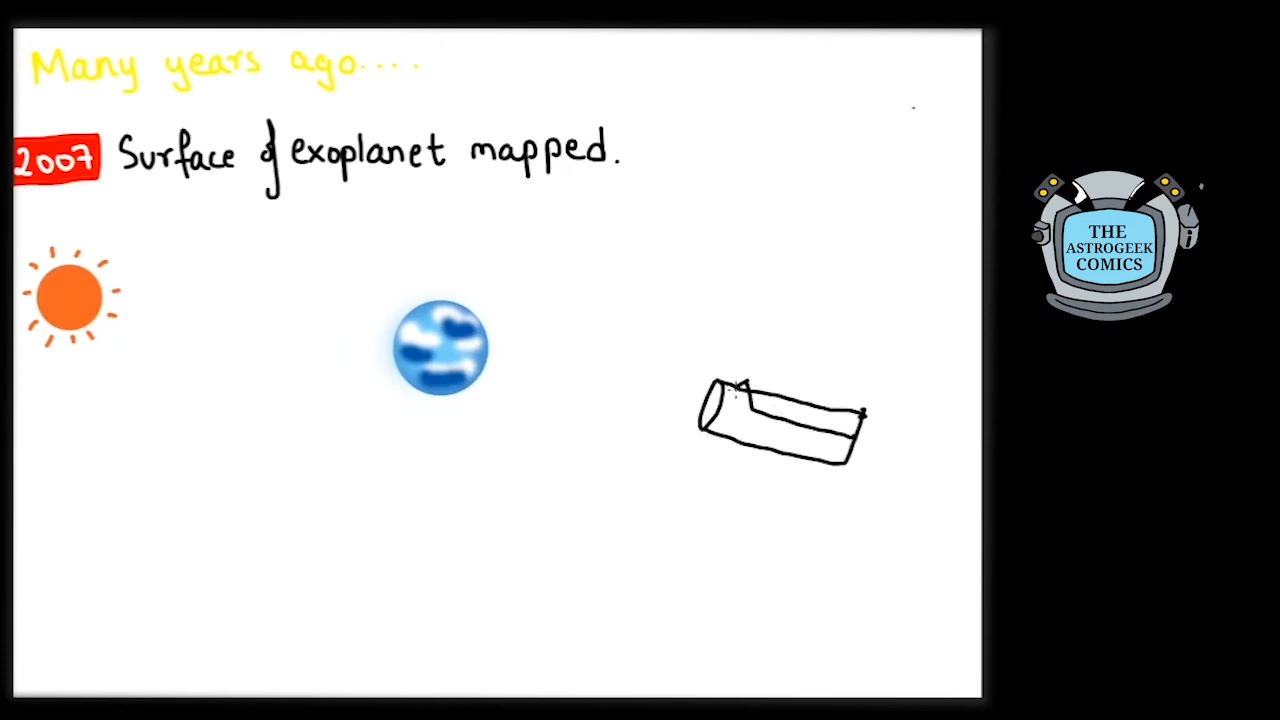 Many years ago....
2007 Surface of exoplanet mapped.
THE
ASTROGEEK
COMICS